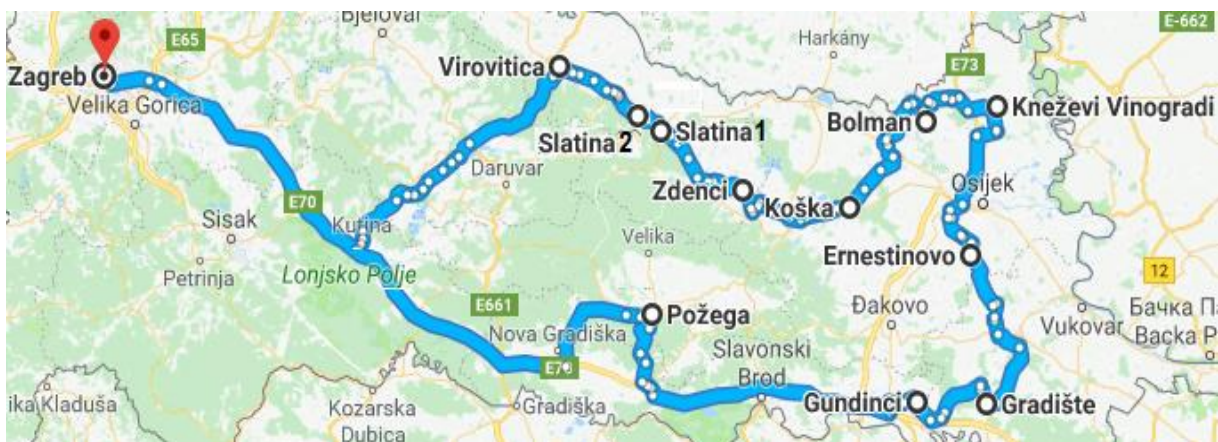 Bjelovar
E65
Harkány
E-662
E73
Zagreb
Virovitica
Velika Gorica
Kneževi Vinogradi
Bolman
Slatina 2
Slatina 1
Daruvar
Zdenci
Osijek
E70
Koška
Sisak
Kutina
Velika
Ernestinovo
Petrinja
Lonjsko Polje
12
E661
Đakovo
Požega
Vukovar
Бачка Па
Backa P
Nova Gradiška
Slavonski
Brod
ika Kladuša
Kozarska
Dubica
Gradiška
Gundinci
Gradište